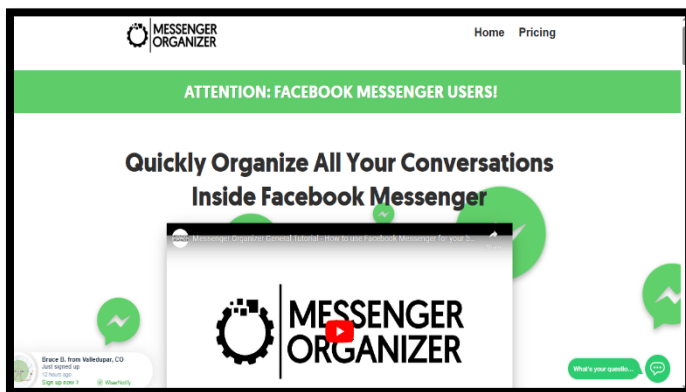 MESSENGER
ORGANIZER
Home Pricing
ATTENTION: FACEBOOK MESSENGER USERS!
Quickly Organize All Your Conversations
Inside Facebook Messenger
Messenger Organizer General Tutorial - How to use Facebook Messenger for your b...
MESSENGER
ORGANIZER
Bruce B. from Valledupar, CO
Just signed up
12 hours ago
Sign up now > WiserNotify
What's your questio...